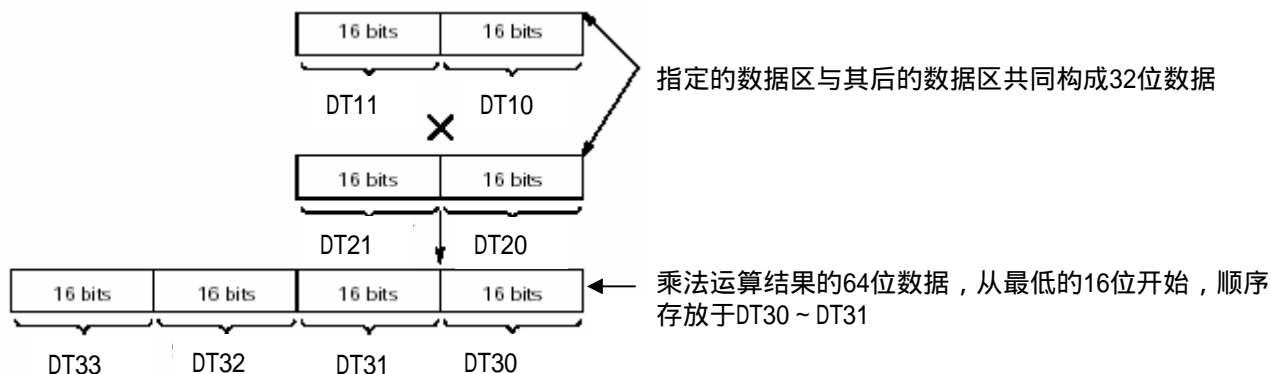 16 bits 16 bits
指定的数据区与其后的数据区共同构成32位数据
DT11 DT10
×
16 bits 16 bits
DT21 DT20
16 bits 16 bits 16 bits 16 bits
乘法运算结果的64位数据，从最低的16位开始，顺序
存放于DT30 ~ DT31
DT33 DT32 DT31 DT30